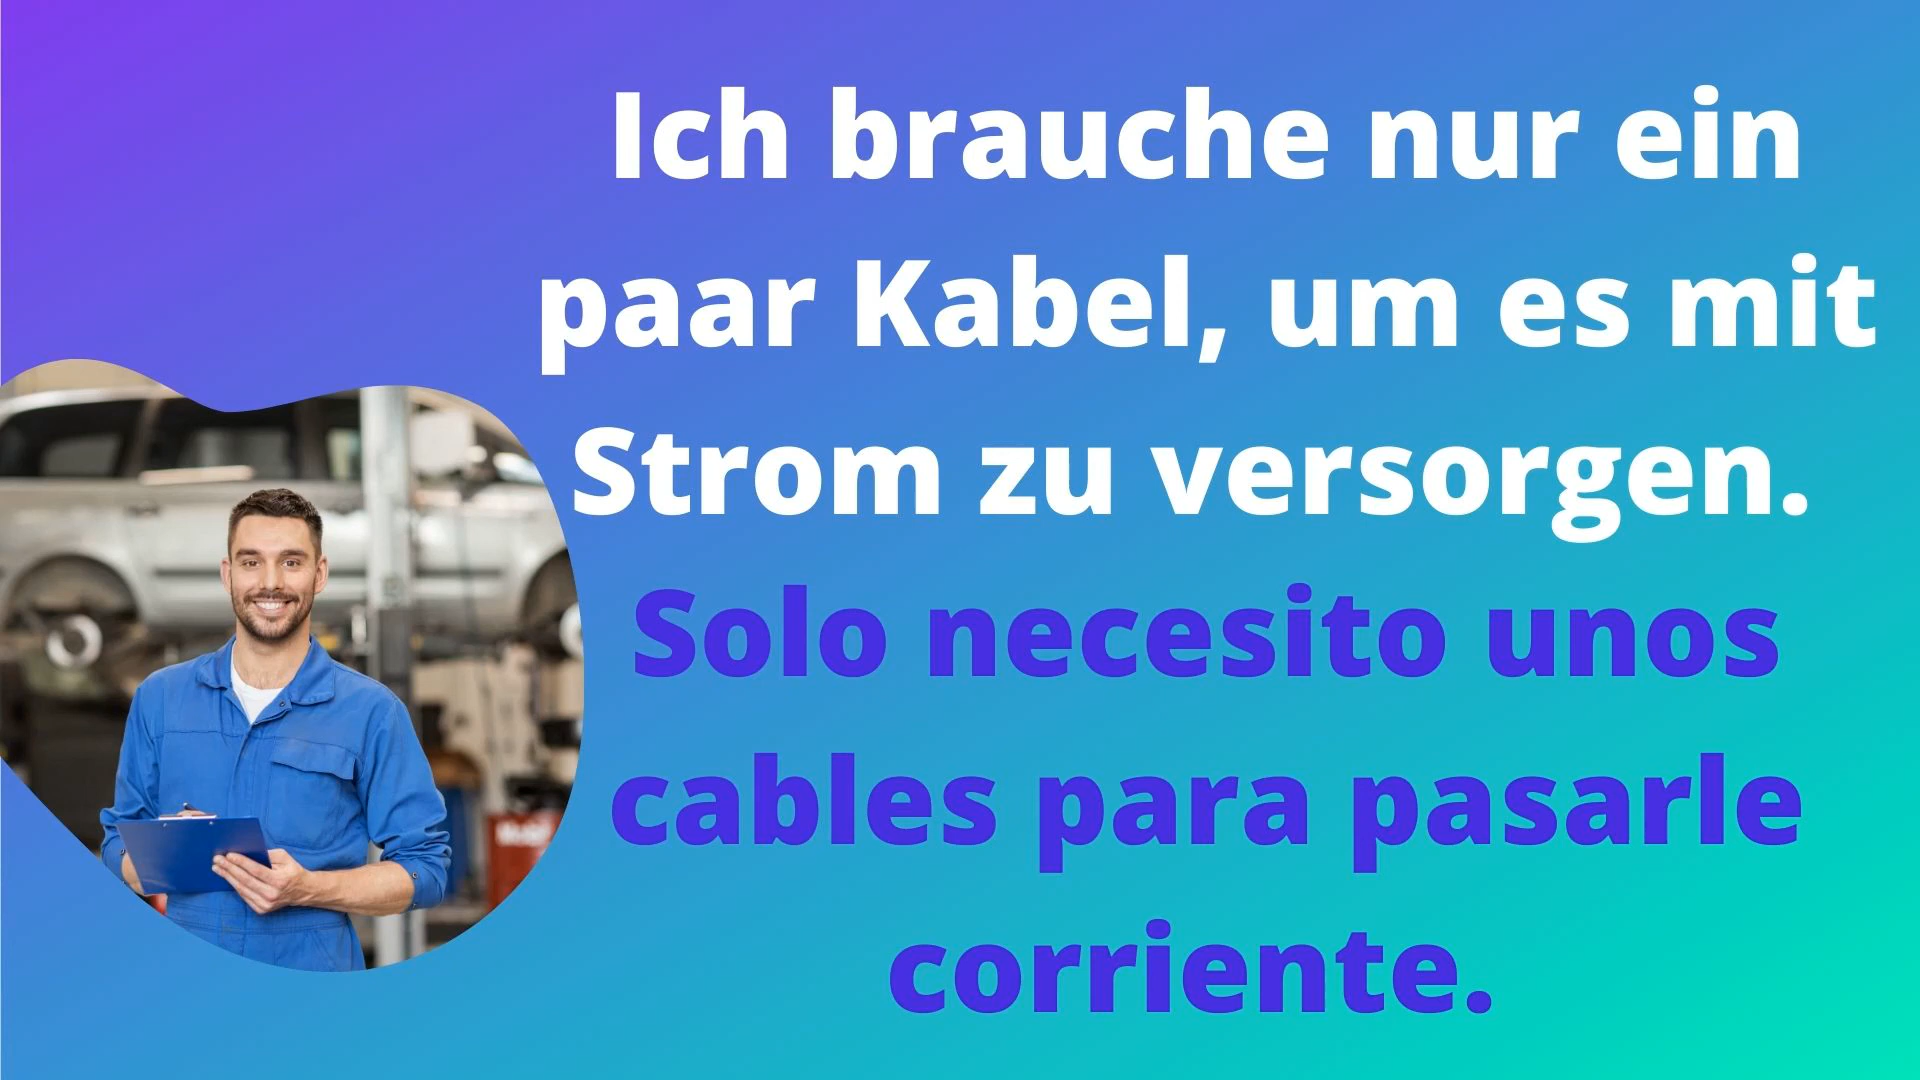 Ich brauche nur ein
paar Kabel, um es mit
Strom zu versorgen.
Solo necesito unos
cables para pasarle
corriente.